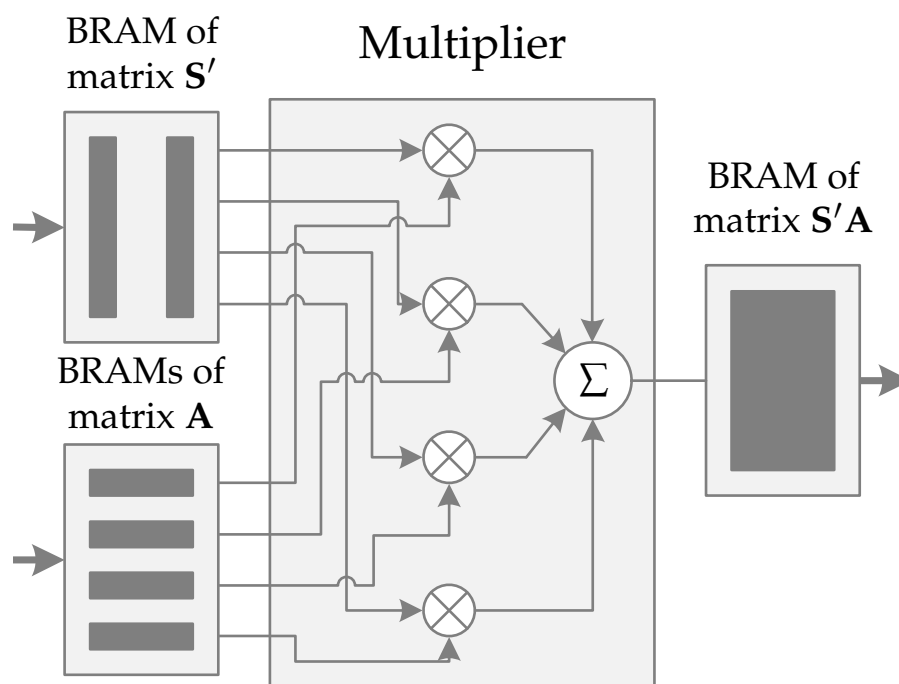 BRAM of
matrix S′
Multiplier
BRAM of
matrix S′A
BRAMs of
matrix A
Σ